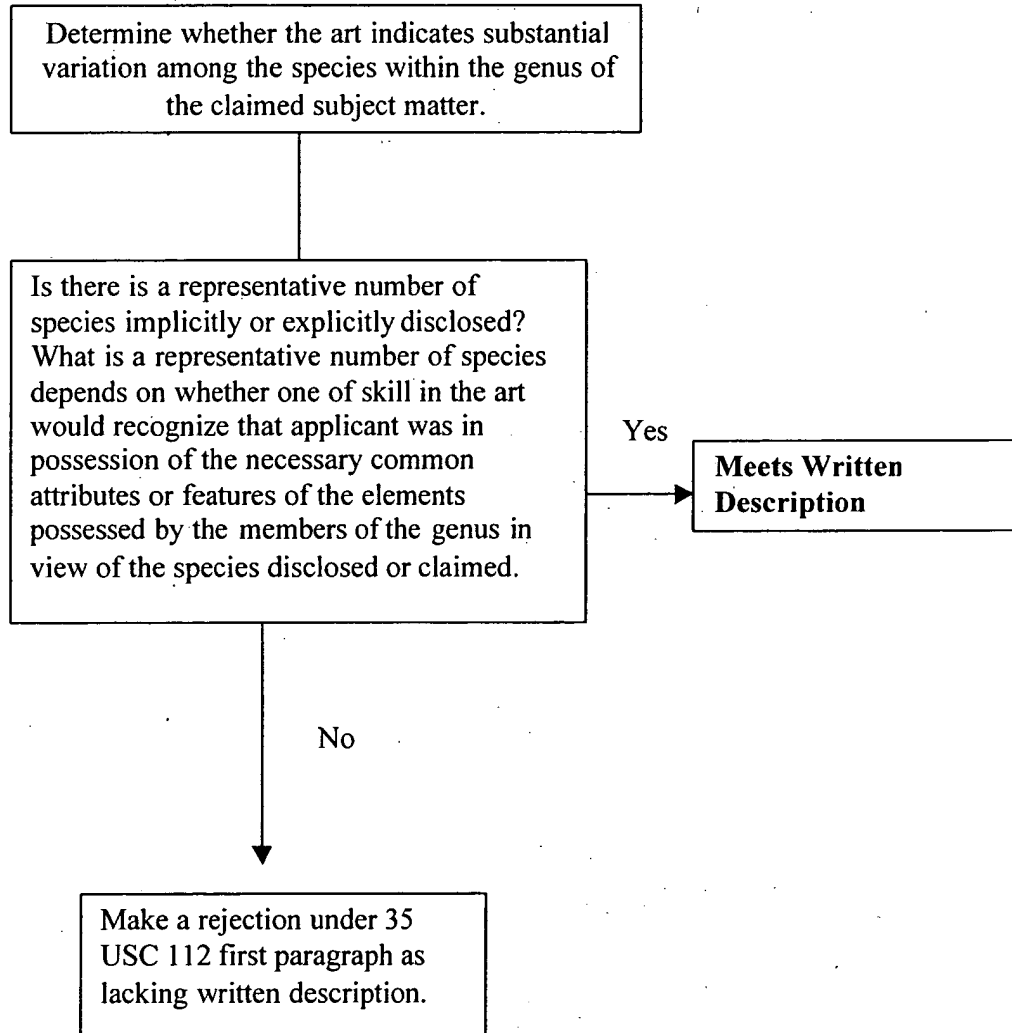 Determine whether the art indicates substantial
variation among the species within the genus of
the claimed subject matter.
Is there is a representative number of
species implicitly or explicitly disclosed?
What is a representative number of species
depends on whether one of skill in the art
would recognize that applicant was in
possession of the necessary common
attributes or features of the elements
possessed by the members of the genus in
view of the species disclosed or claimed.
Yes
Meets Written
Description
No
Make a rejection under 35
USC 112 first paragraph as
lacking written description.